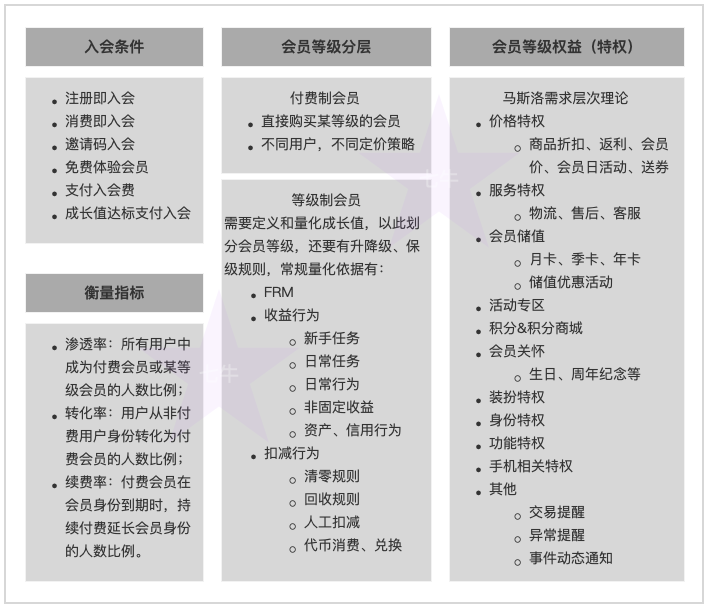 入会条件
注册即入会
消费即入会
邀请码入会
免费体验会员
支付入会费
成长值达标支付入会
衡量指标
渗透率：所有用户中
成为付费会员或某等
级会员的人数比例；
转化率：用户从非付
费用户身份转化为付
费会员的人数比例；
续费率：付费会员在
会员身份到期时，持
续付费延长会员身份
的人数比例。
会员等级分层
付费制会员
直接购买某等级的会员
不同用户，不同定价策略
等级制会员
需要定义和量化成长值，以此划
分会员等级，还要有升降级、保
级规则，常规量化依据有：
FRM
收益行为
新手任务
日常任务
日常行为
非固定收益
资产、信用行为
扣减行为
清零规则
回收规则
人工扣减
代币消费、兑换
会员等级权益（特权）
马斯洛需求层次理论
价格特权
商品折扣、返利、会员
价、会员日活动、送券
服务特权
物流、售后、客服
会员储值
月卡、季卡、年卡
储值优惠活动
活动专区
积分&积分商城
会员关怀
生日、周年纪念等
装扮特权
身份特权
功能特权
手机相关特权
其他
交易提醒
异常提醒
事件动态通知
七牛
七牛